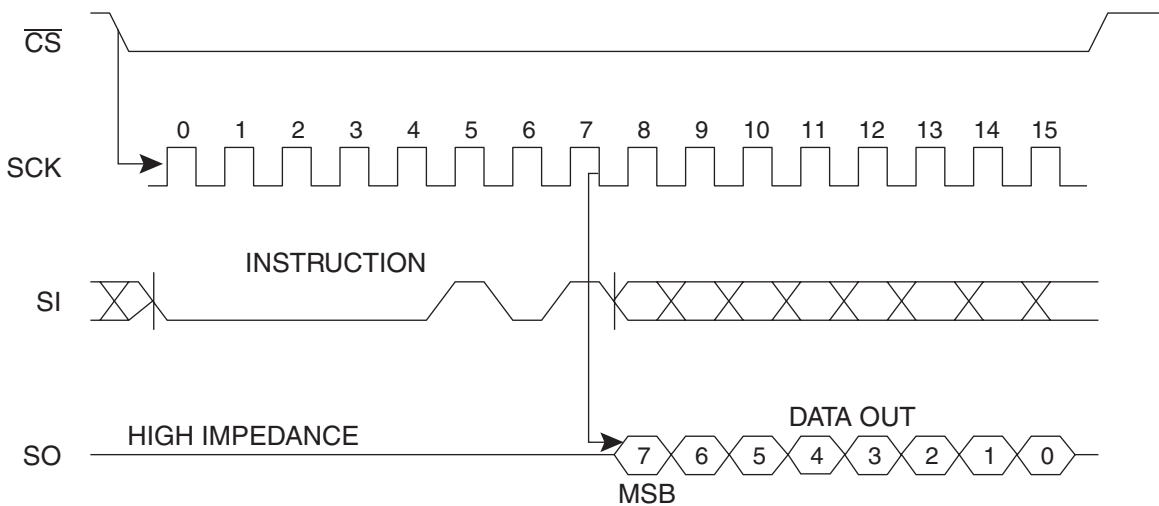 CS
0 1 2 3 4 5 6 7 8 9 10 11 12 13 14 15
SCK
INSTRUCTION
SI
DATA OUT
HIGH IMPEDANCE
SO
7 6 5 4 3 2 1 0
MSB